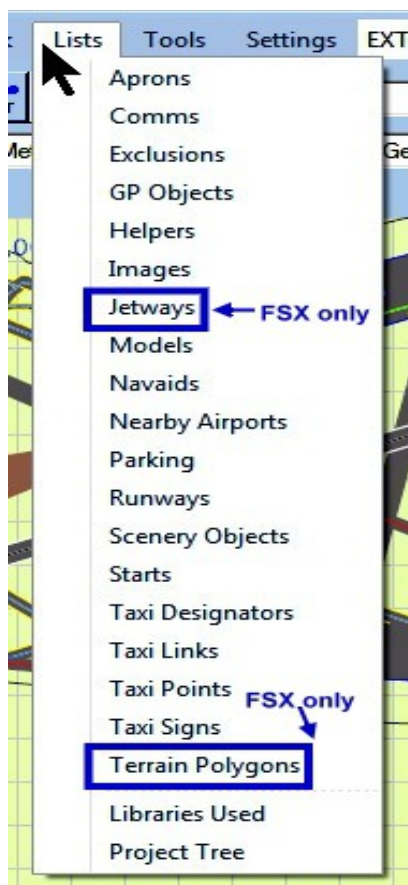 Lists Tools Settings EXT
Aprons
Comms
Exclusions
GP Objects
Helpers
Images
Jetways FSX only
Models
Navaids
Nearby Airports
Parking
Runways
Scenery Objects
Starts
Taxi Designators
Taxi Links
Taxi Points
FSX only
Taxi Signs
Terrain Polygons
Libraries Used
Project Tree